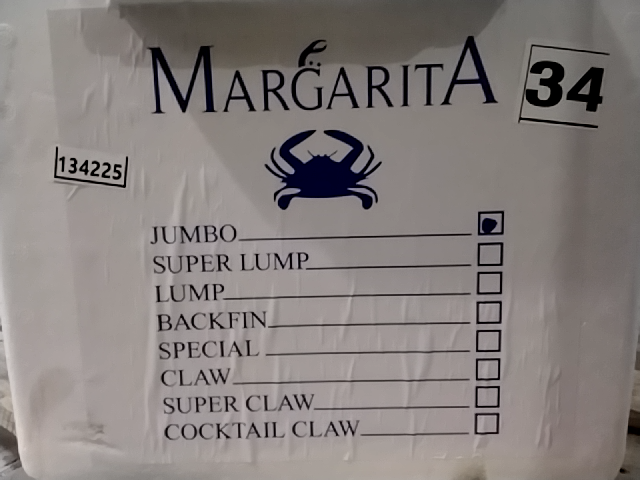 MARGARITA
34
134225
JUMBO
SUPER LUMP
LUMP
BACKFIN
SPECIAL
CLAW
SUPER CLAW
COCKTAIL CLAW